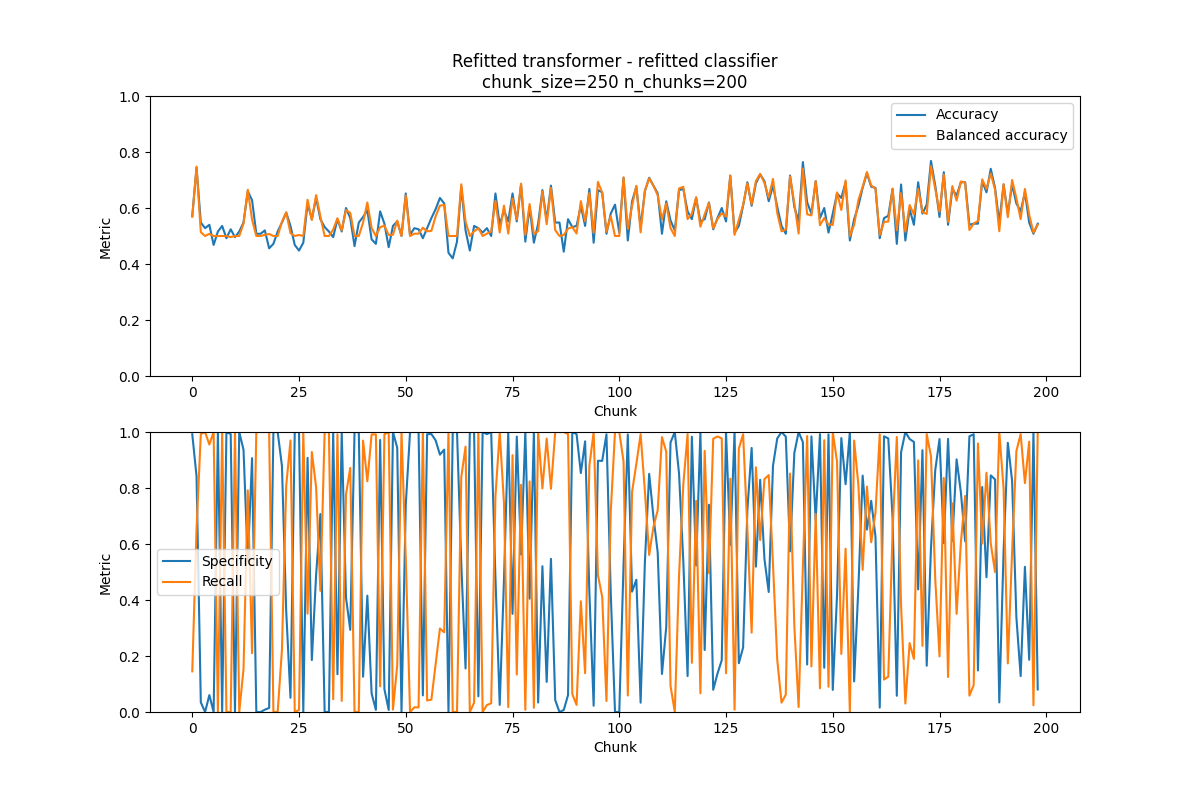 Refitted transformer - refitted classifier
chunk_size=250 n_chunks=200
1.0
0.8
0.6
0.4
0.2
0.0
Metric
Accuracy
Balanced accuracy
0 25 50 75 100 125 150 175 200
Chunk
1.0
0.8
0.6
0.4
0.2
0.0
Metric
Specificity
Recall
0 25 50 75 100 125 150 175 200
Chunk